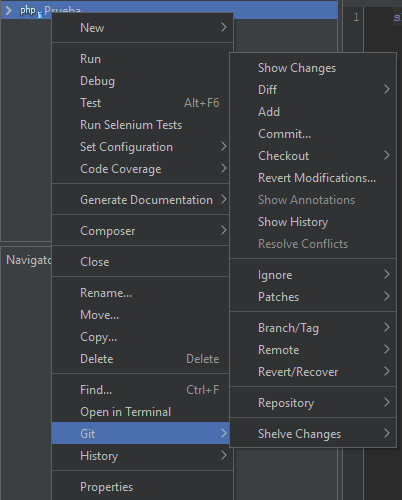 php Prueba
New
Run
Debug
Test Alt+F6
Run Selenium Tests
Set Configuration
Code Coverage
Generate Documentation
Composer
Close
Rename...
Move...
Copy...
Delete Delete
Find... Ctrl+F
Open in Terminal
Git
History
Properties
Show Changes
Diff
Add
Commit...
Checkout
Revert Modifications...
Show Annotations
Show History
Resolve Conflicts
Ignore
Patches
Branch/Tag
Remote
Revert/Recover
Repository
Shelve Changes
Navigato
1